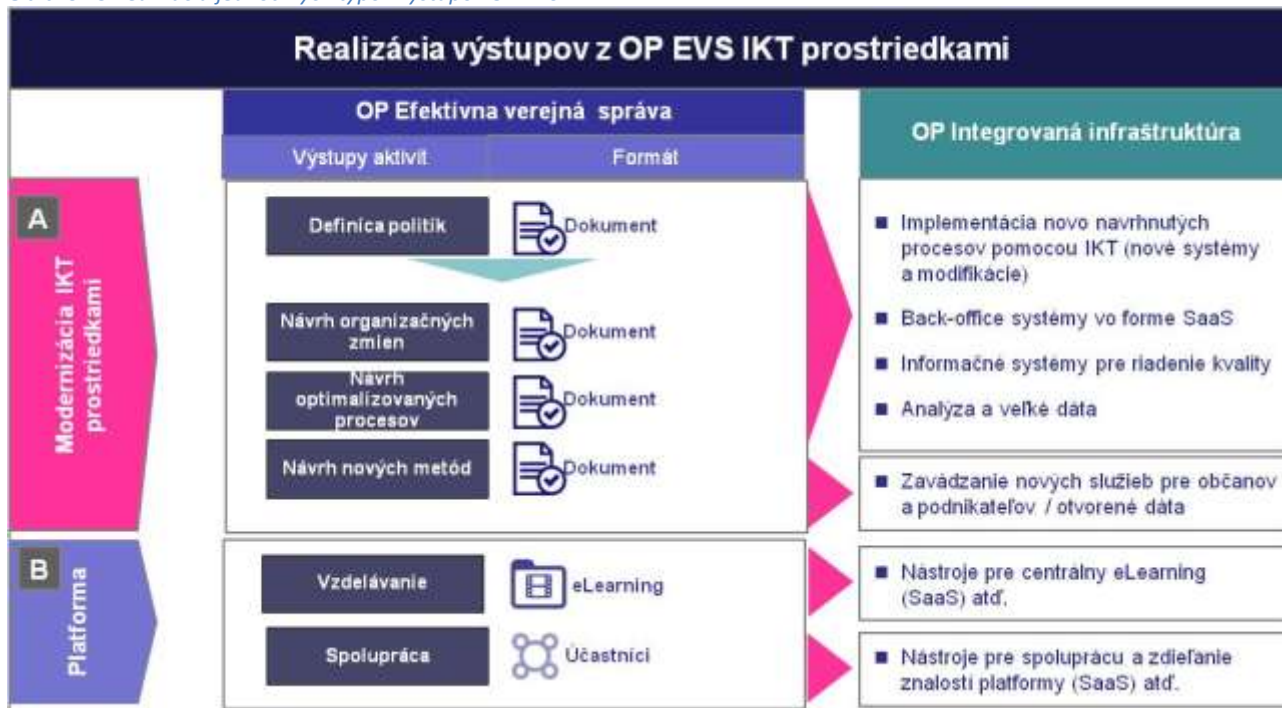 Realizácia výstupov z OP EVS IKT prostriedkami
OP Efektívna verejná správa
Výstupy aktivít
Formát
OP Integrovaná infraštruktúra
A
Modernizácia IKT
prostriedkami
Definíca politík
Dokument
Návrh organizačných
zmien
Dokument
Návrh
optimalizovaných
procesov
Dokument
Návrh nových metód
Dokument
■ Implementácia novo navrhnutých
procesov pomocou IKT (nové systémy
a modifikácie)
■ Back-office systémy vo forme SaaS
■ Informačné systémy pre riadenie kvality
■ Analýza a veľké dáta
■ Zavádzanie nových služieb pre občanov
a podnikateľov / otvorené dáta
B
Platforma
Vzdelávanie
eLearning
Spolupráca
Účastníci
■ Nástroje pre centrálny eLearning
(SaaS) atď.
■ Nástroje pre spoluprácu a zdieľanie
znalostí platformy (SaaS) atď.